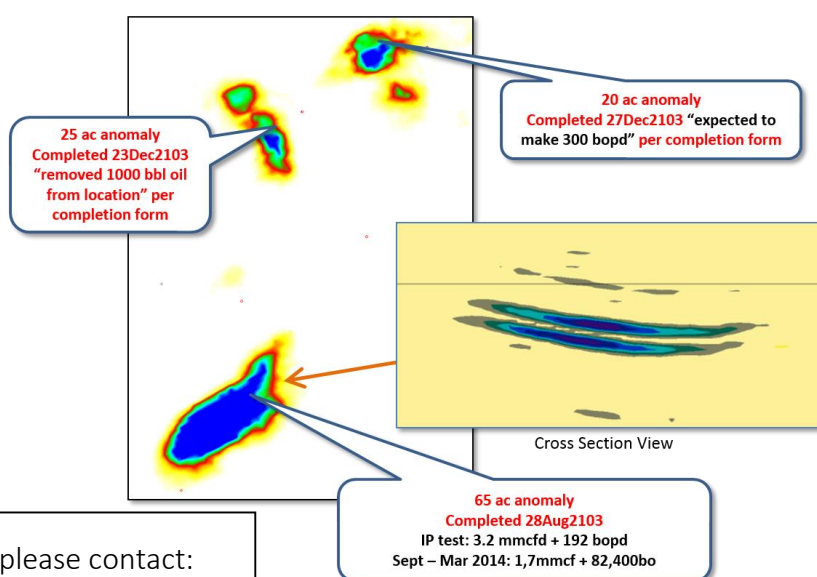 20 ac anomaly
Completed 27Dec2103 “expected to
make 300 bopd” per completion form
25 ac anomaly
Completed 23Dec2103
“removed 1000 bbl oil
from location” per
completion form
Cross Section View
65 ac anomaly
Completed 28Aug2103
IP test: 3.2 mmcfd + 192 bopd
Sept – Mar 2014: 1,7mmcf + 82,400bo
please contact: